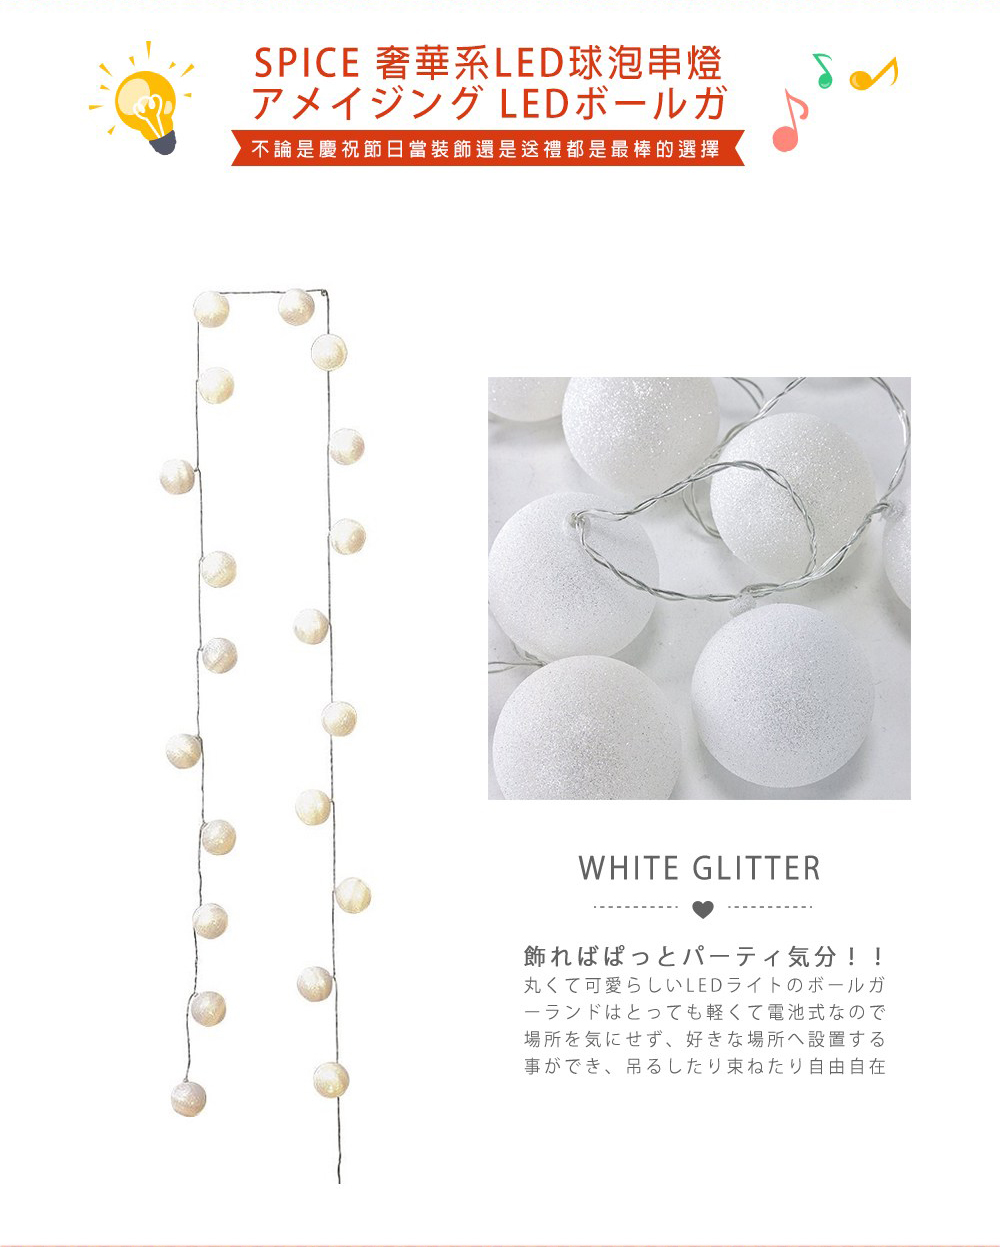 SPICE 奢華系LED球泡串燈
アメイジング LEDボールガ
不論是慶祝節日當裝飾還是送禮都是最棒的選擇
WHITE GLITTER
飾ればぱっとパーティ気分！！
丸くて可愛らしいLEDライトのボールガ
ーランドはとっても軽くて電池式なので
場所を気にせず、好きな場所へ設置する
事ができ、吊るしたり束ねたり自由自在